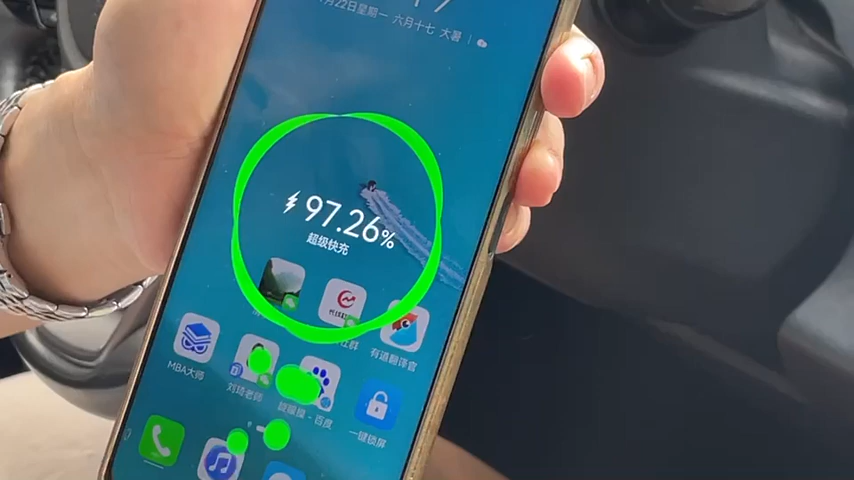 月22日星期一 六月十七 大暑
97.26%
超级快充
有道翻译官
MBA大师
刘琦老师
一键锁屏